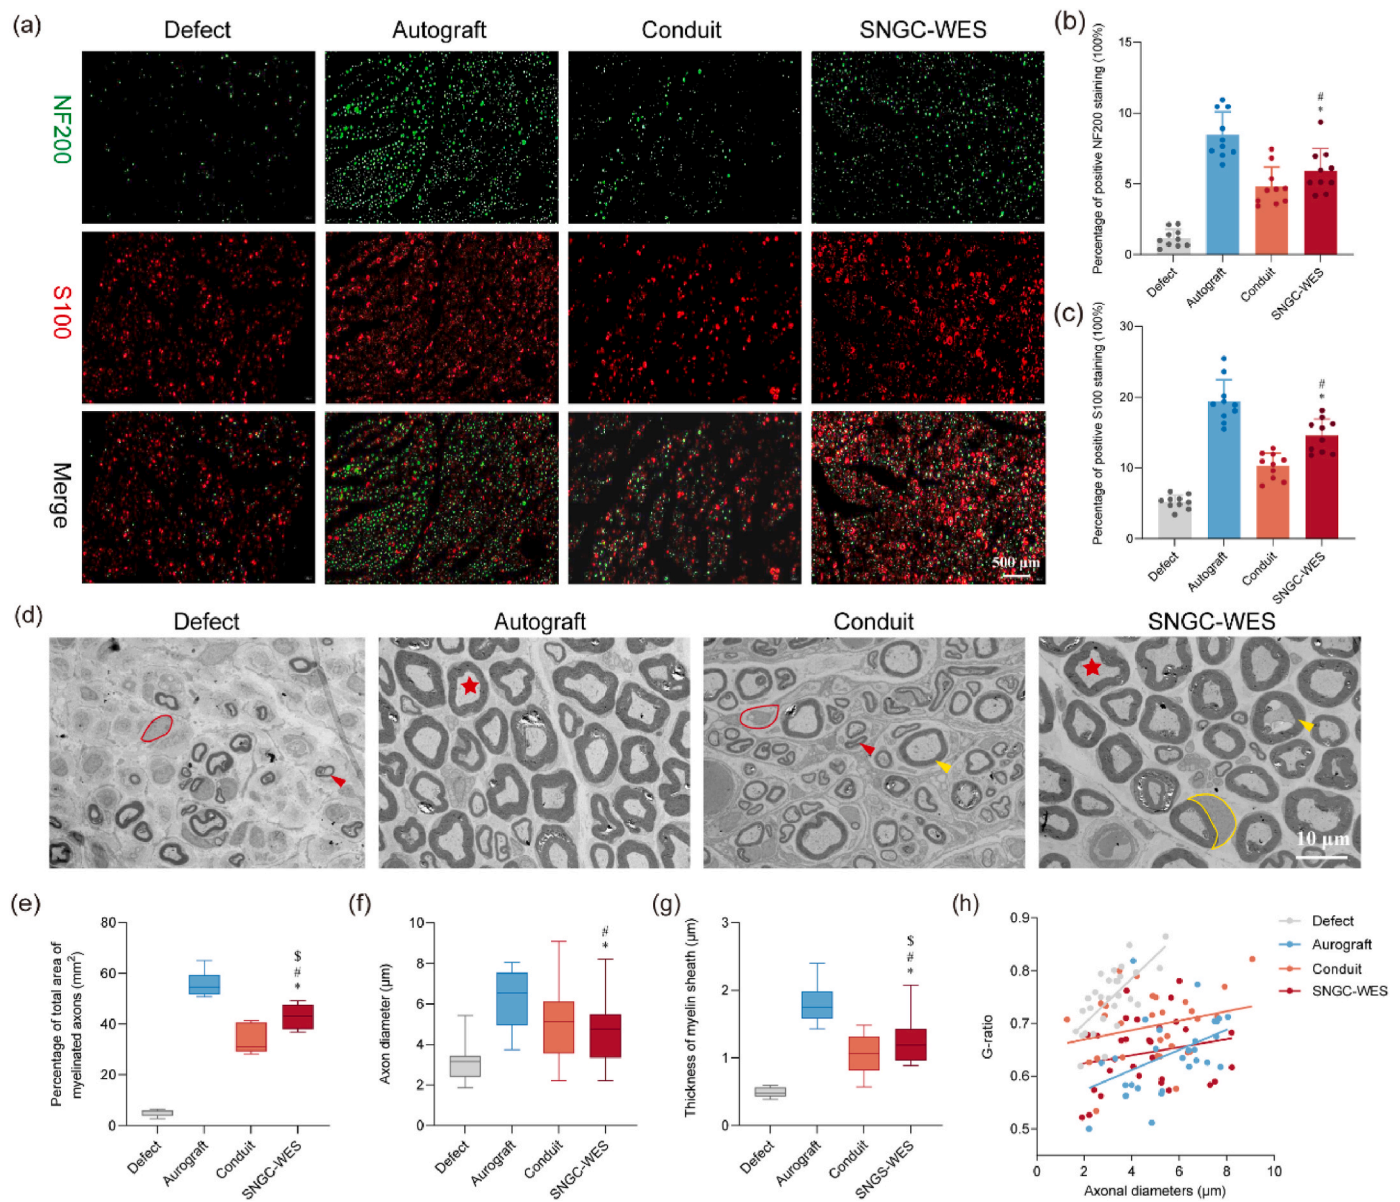 (a)
Defect
Autograft
Conduit
SNGC-WES
NF200
S100
Merge
500 µm
(b)
Percentage of positive NF200 staining (100%)
15
10
5
0
#
*
Defect
Autograft
Conduit
SNGC-WES
(c)
Percentage of positive S100 staining (100%)
30
20
10
0
#
*
Defect
Autograft
Conduit
SNGC-WES
(d)
Defect
Autograft
Conduit
SNGC-WES
10 µm
(e)
Percentage of total area of
myelinated axons (mm²)
80
60
40
20
0
$
#
*
Defect
Aurograft
Conduit
SNGC-WES
(f)
Axon diameter (µm)
10
8
6
4
2
0
#
*
Defect
Aurograft
Conduit
SNGC-WES
(g)
Thickness of myelin sheath (µm)
3
2
1
0
$
#
*
Defect
Aurograft
Conduit
SNGS-WES
(h)
G-ratio
0.9
0.8
0.7
0.6
0.5
0 2 4 6 8 10
Axonal diameters (µm)
Defect
Aurograft
Conduit
SNGC-WES